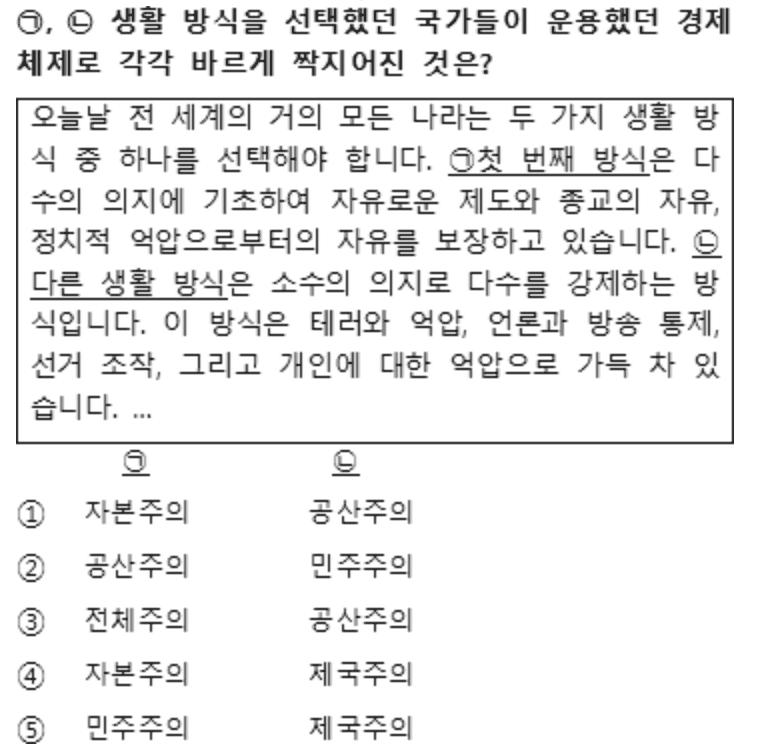 ㉠, ㉡ 생활 방식을 선택했던 국가들이 운용했던 경제
체제로 각각 바르게 짝지어진 것은?
오늘날 전 세계의 거의 모든 나라는 두 가지 생활 방
식 중 하나를 선택해야 합니다. ㉠첫 번째 방식은 다
수의 의지에 기초하여 자유로운 제도와 종교의 자유,
정치적 억압으로부터의 자유를 보장하고 있습니다. ㉡
다른 생활 방식은 소수의 의지로 다수를 강제하는 방
식입니다. 이 방식은 테러와 억압, 언론과 방송 통제,
선거 조작, 그리고 개인에 대한 억압으로 가득 차 있
습니다. ...
㉠ ㉡
① 자본주의 공산주의
② 공산주의 민주주의
③ 전체주의 공산주의
④ 자본주의 제국주의
⑤ 민주주의 제국주의